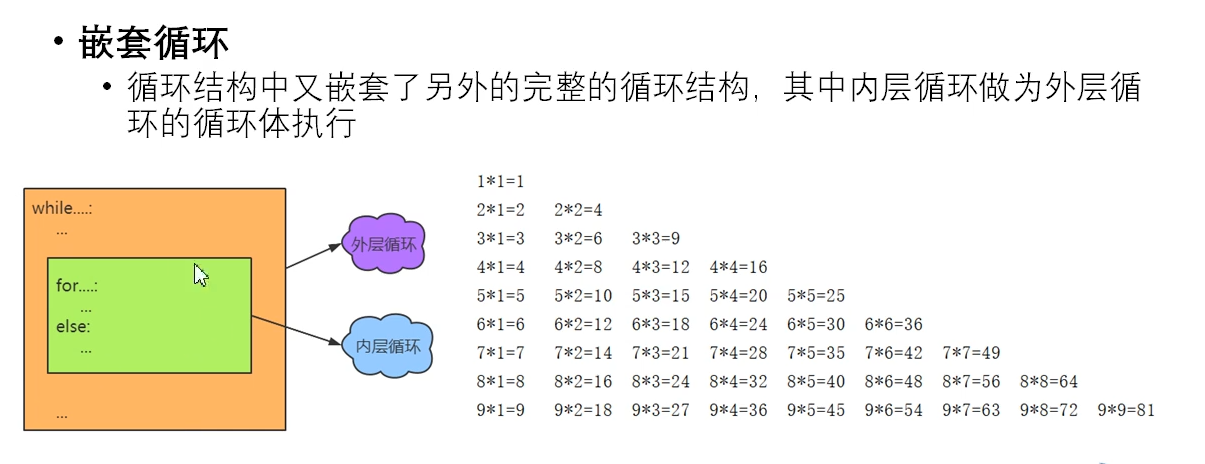 • 嵌套循环
• 循环结构中又嵌套了另外的完整的循环结构，其中内层循环做为外层循
环的循环体执行
while....:
...
for....:
...
else:
...
...
外层循环
内层循环
1*1=1
2*1=2 2*2=4
3*1=3 3*2=6 3*3=9
4*1=4 4*2=8 4*3=12 4*4=16
5*1=5 5*2=10 5*3=15 5*4=20 5*5=25
6*1=6 6*2=12 6*3=18 6*4=24 6*5=30 6*6=36
7*1=7 7*2=14 7*3=21 7*4=28 7*5=35 7*6=42 7*7=49
8*1=8 8*2=16 8*3=24 8*4=32 8*5=40 8*6=48 8*7=56 8*8=64
9*1=9 9*2=18 9*3=27 9*4=36 9*5=45 9*6=54 9*7=63 9*8=72 9*9=81